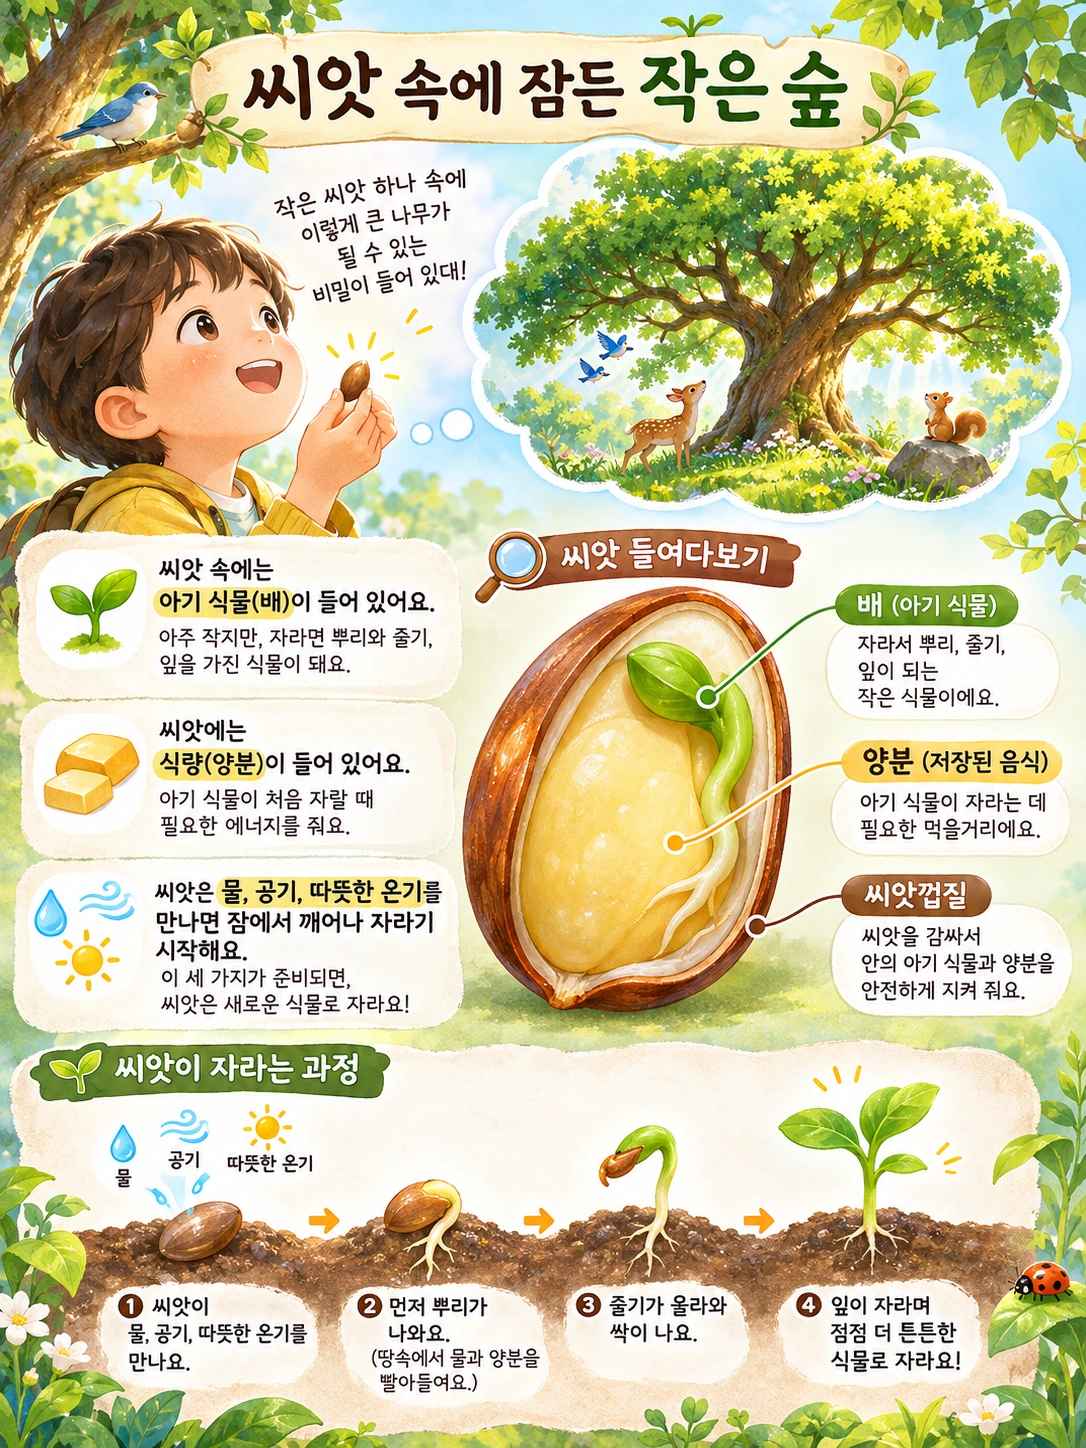 씨앗 속에 잠든 작은 숲
작은 씨앗 하나 속에
이렇게 큰 나무가
될 수 있는
비밀이 들어 있대!
씨앗 속에는
아기 식물(배)이 들어 있어요.
아주 작지만, 자라면 뿌리와 줄기,
잎을 가진 식물이 돼요.
씨앗에는
식량(양분)이 들어 있어요.
아기 식물이 처음 자랄 때
필요한 에너지를 줘요.
씨앗은 물, 공기, 따뜻한 온기를
만나면 잠에서 깨어나 자라기
시작해요.
이 세 가지가 준비되면,
씨앗은 새로운 식물로 자라요!
씨앗 들여다보기
배 (아기 식물)
자라서 뿌리, 줄기,
잎이 되는
작은 식물이에요.
양분 (저장된 음식)
아기 식물이 자라는 데
필요한 먹을거리에요.
씨앗껍질
씨앗을 감싸서
안의 아기 식물과 양분을
안전하게 지켜 줘요.
씨앗이 자라는 과정
물
공기
따뜻한 온기
1 씨앗이
물, 공기, 따뜻한 온기를
만나요.
2 먼저 뿌리가
나와요.
(땅속에서 물과 양분을
빨아들여요.)
3 줄기가 올라와
싹이 나요.
4 잎이 자라며
점점 더 튼튼한
식물로 자라요!